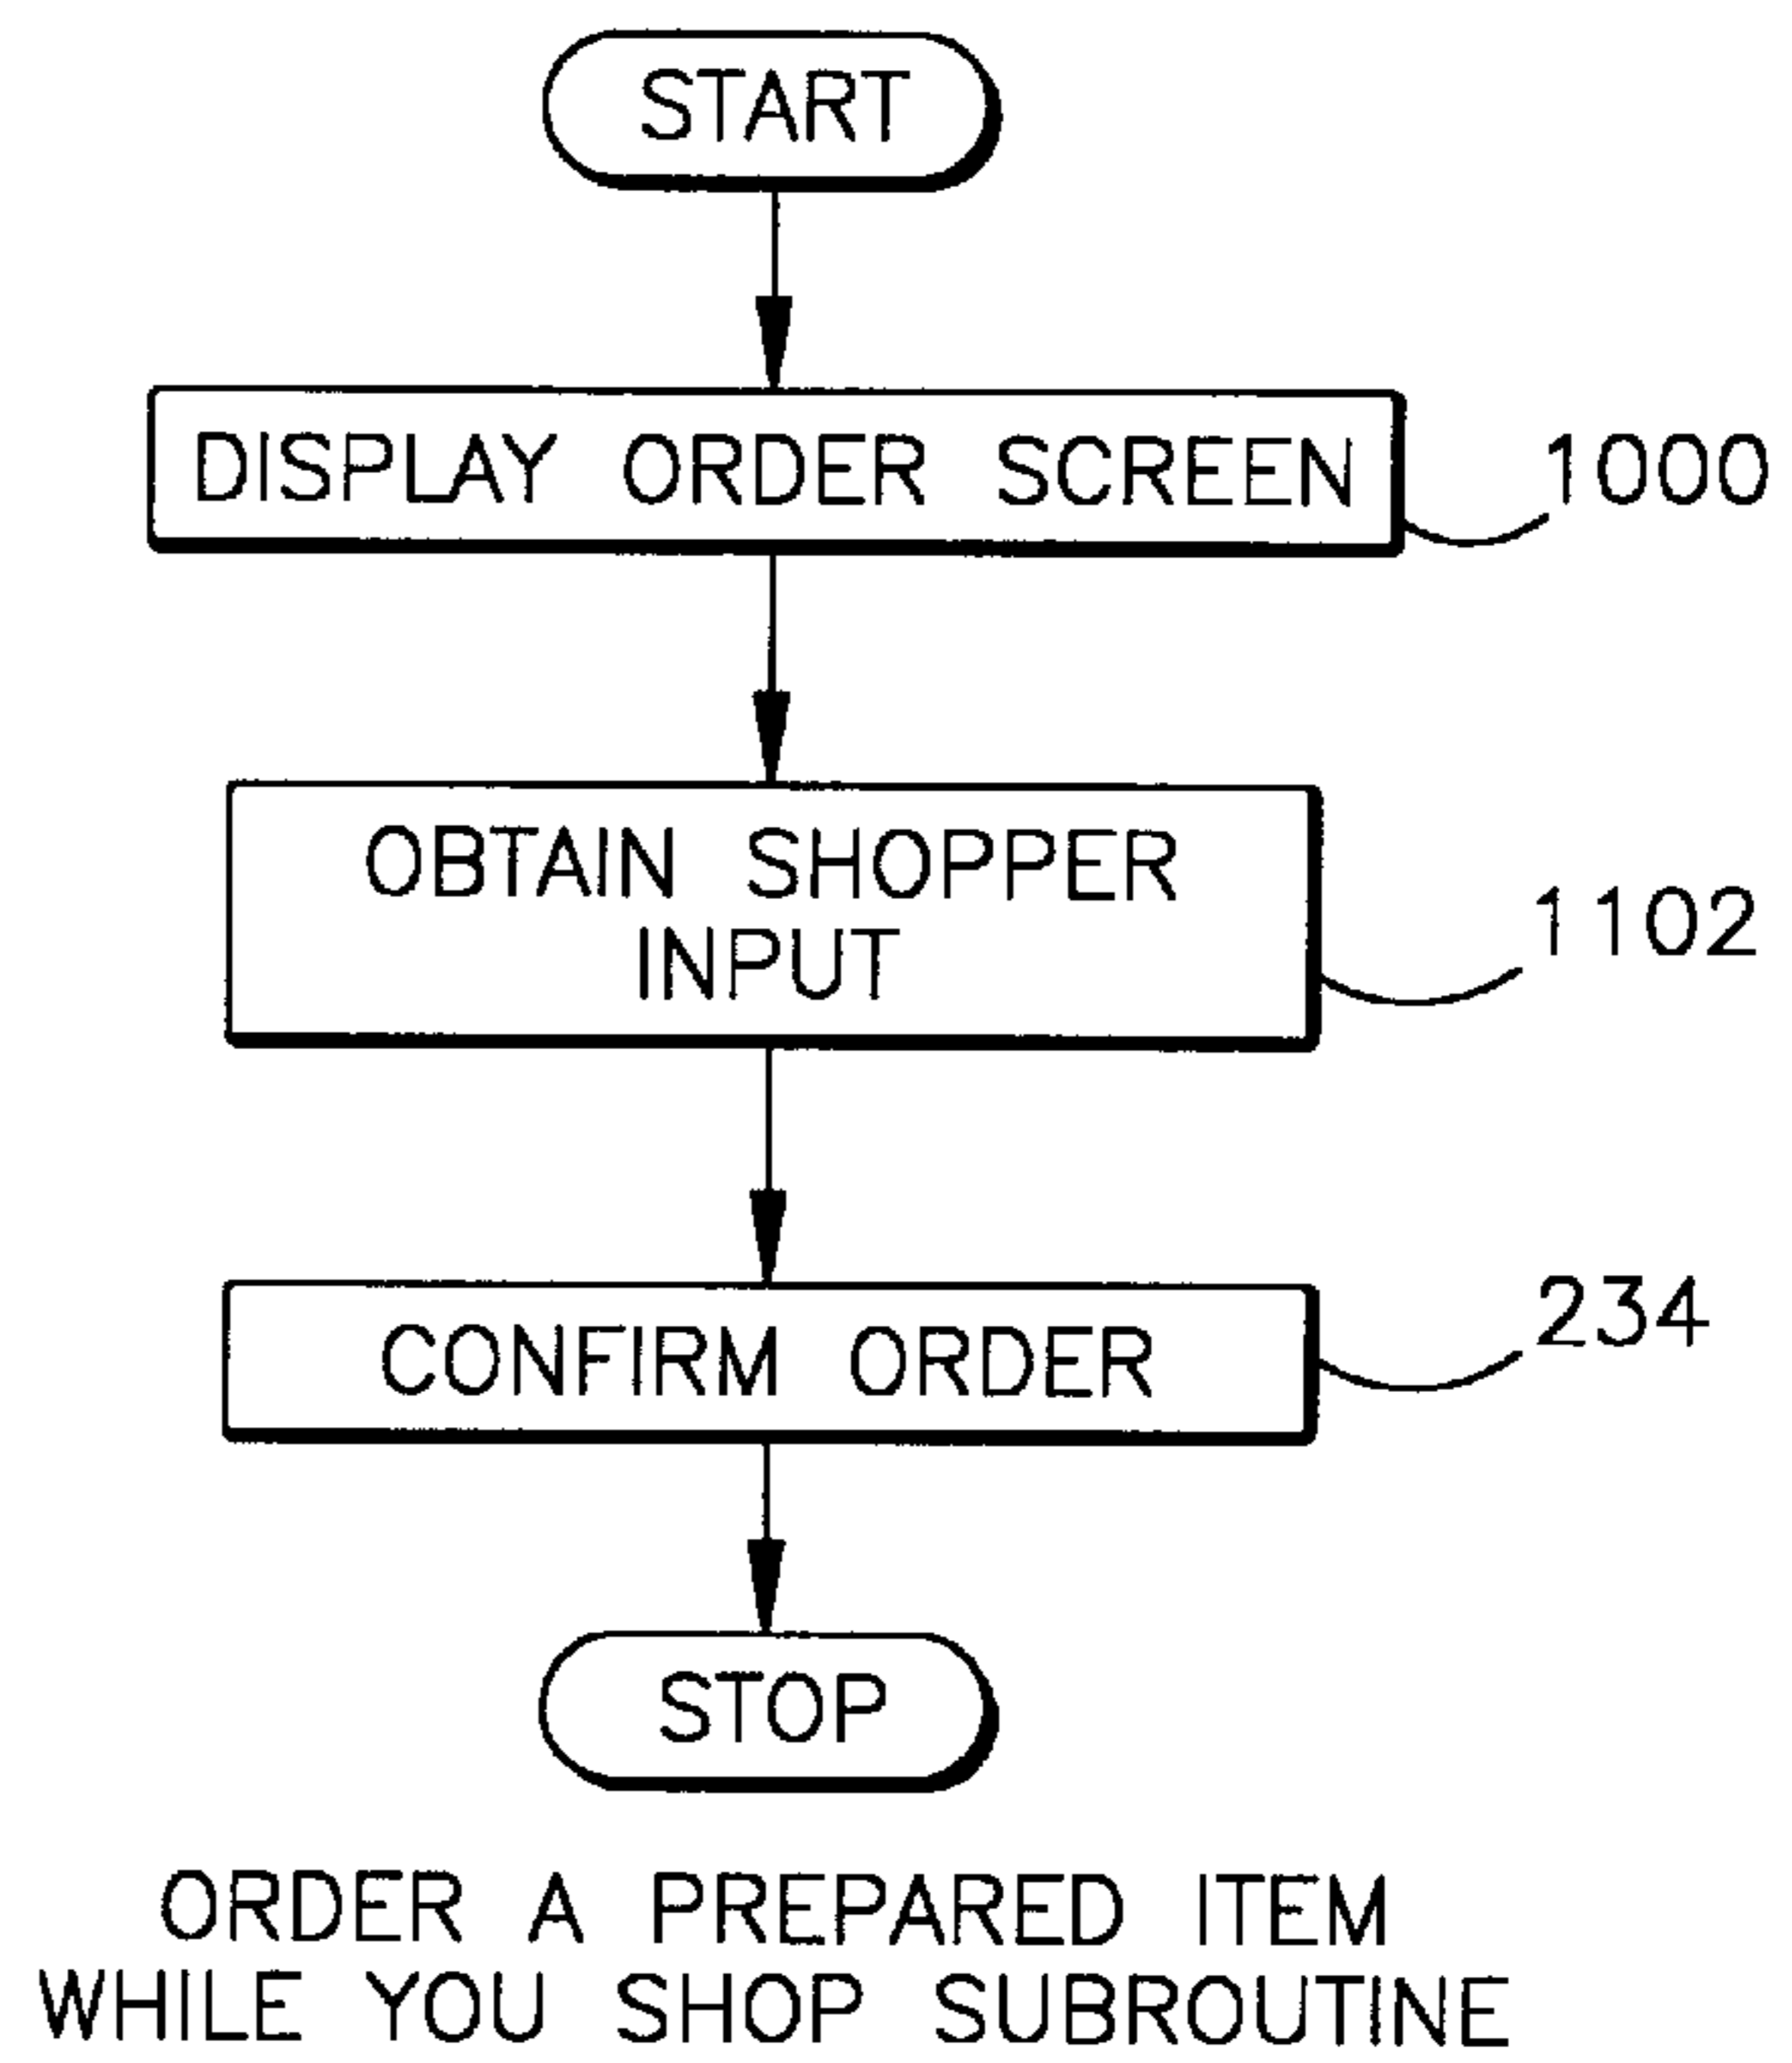 START
DISPLAY ORDER SCREEN
1000
OBTAIN SHOPPER
INPUT
1102
CONFIRM ORDER
234
STOP
ORDER A PREPARED ITEM
WHILE YOU SHOP SUBROUTINE